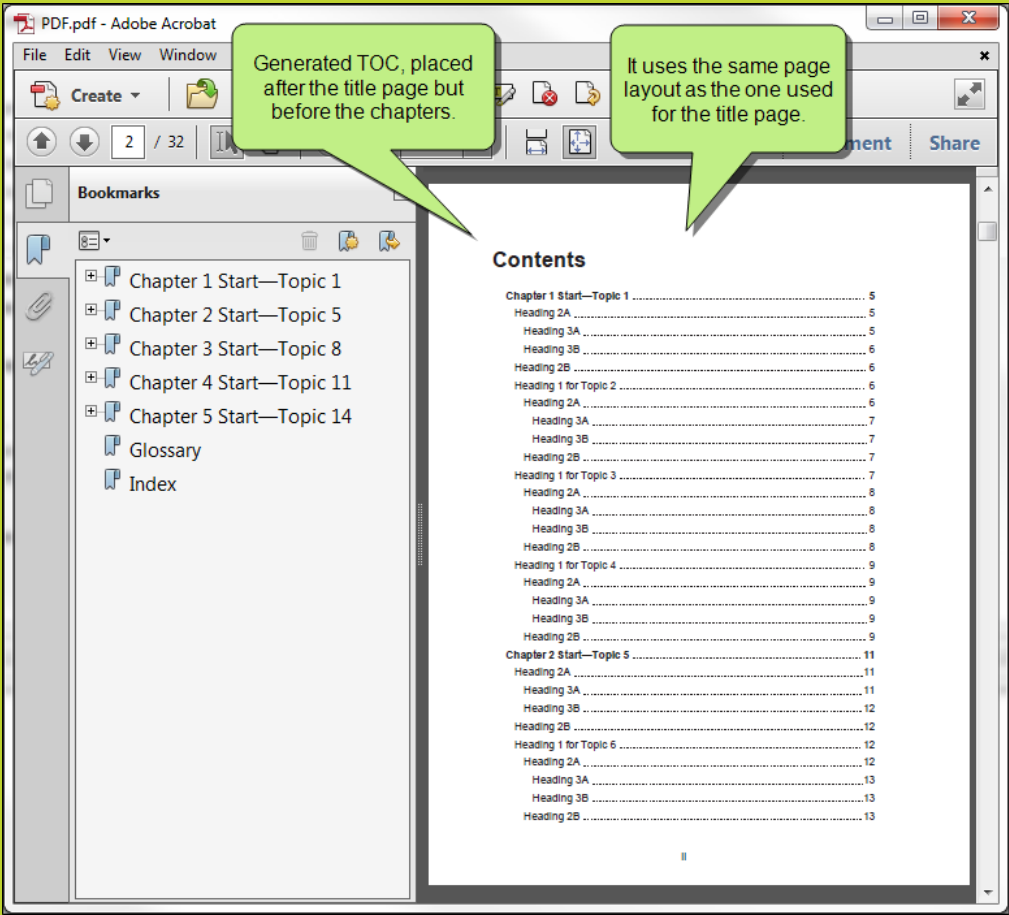 PDF.pdf - Adobe Acrobat
File Edit View Window
Create
2 / 32
Share
Generated TOC, placed
after the title page but
before the chapters.
It uses the same page
layout as the one used
for the title page.
Bookmarks
Chapter 1 Start—Topic 1
Chapter 2 Start—Topic 5
Chapter 3 Start—Topic 8
Chapter 4 Start—Topic 11
Chapter 5 Start—Topic 14
Glossary
Index
Contents
Chapter 1 Start—Topic 1 5
Heading 2A 5
Heading 3A 5
Heading 3B 6
Heading 2B 6
Heading 1 for Topic 2 6
Heading 2A 6
Heading 3A 7
Heading 3B 7
Heading 2B 7
Heading 1 for Topic 3 7
Heading 2A 8
Heading 3A 8
Heading 3B 8
Heading 2B 8
Heading 1 for Topic 4 9
Heading 2A 9
Heading 3A 9
Heading 3B 9
Heading 2B 9
Chapter 2 Start—Topic 5 11
Heading 2A 11
Heading 3A 11
Heading 3B 12
Heading 2B 12
Heading 1 for Topic 6 12
Heading 2A 12
Heading 3A 13
Heading 3B 13
Heading 2B 13
II